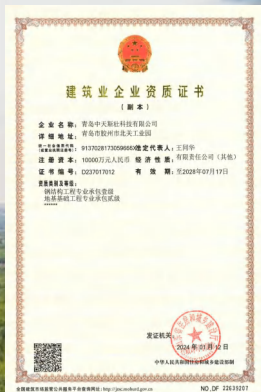 建筑业企业资质证书
（副本）
企业名称：青岛中天斯壮科技有限公司
详细地址：青岛市胶州市北关工业园
统一社会信用代码（或营业执照注册号）：91370281730596663 法定代表人：王同华
注册资本：10000万元人民币 经济性质：有限责任公司（其他）
证书编号：D237017012 有效期：至2028年07月17日
资质类别及等级：
钢结构工程专业承包壹级
地基基础工程专业承包贰级
******
发证机关：
2024年01月12日
中华人民共和国住房和城乡建设部制
全国建筑市场监管公共服务平台查询网址：http://jzsc.mohurd.gov.cn
NO.DF 22630207